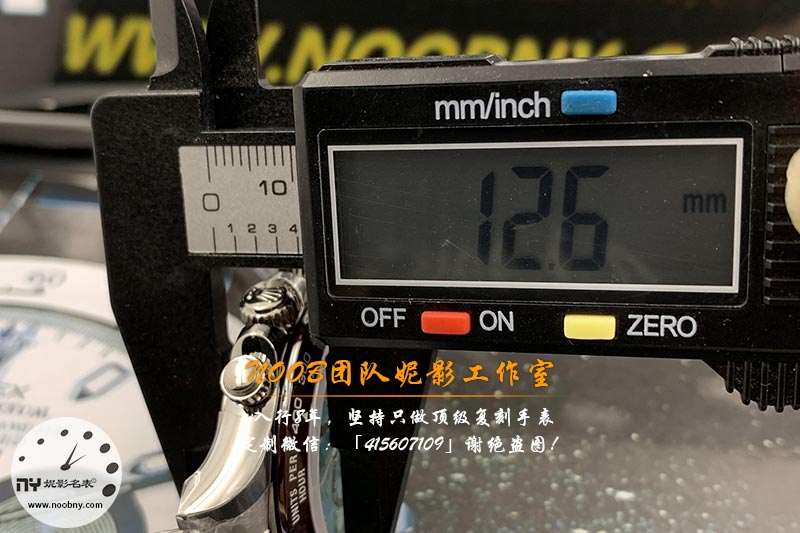 WWW.NOOBNY.C
mm/inch
0 10
1 2 3 4
12.6 mm
OFF ON ZERO
NOOB团队妮影工作室
入行8年，坚持只做顶级复刻手表
定制微信：「415607109」谢绝盗图！
UNITS PER HOUR
400
NY 妮影名表®
www.noobny.com
20